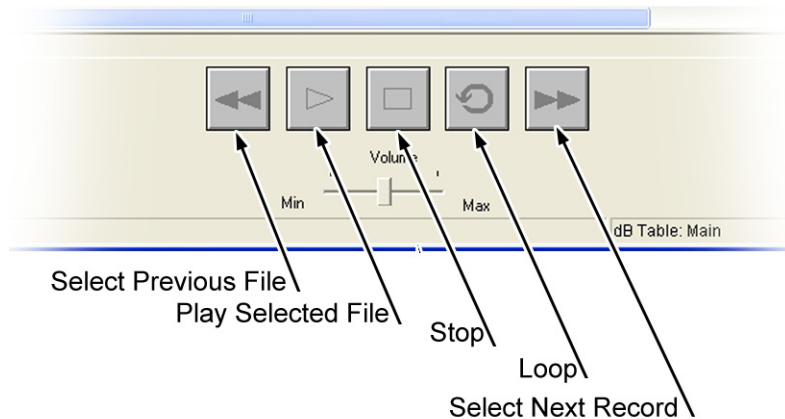 Volume
Min
Max
dB Table: Main
Select Previous File
Play Selected File
Stop
Loop
Select Next Record